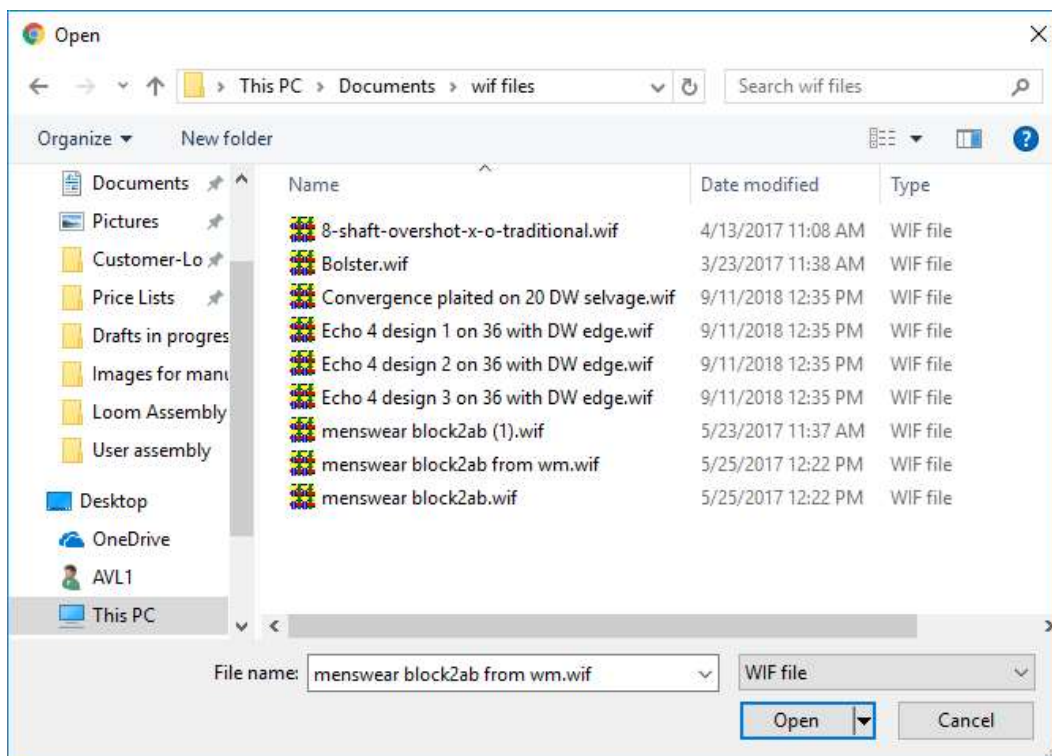 Open
This PC > Documents > wif files
Search wif files
Organize
New folder
Documents
Pictures
Customer-Lo
Price Lists
Drafts in progres
Images for manu
Loom Assembly
User assembly
Desktop
OneDrive
AVL1
This PC
Name Date modified Type
8-shaft-overshot-x-o-traditional.wif 4/13/2017 11:08 AM WIF file
Bolster.wif 3/23/2017 11:38 AM WIF file
Convergence plaited on 20 DW selvage.wif 9/11/2018 12:35 PM WIF file
Echo 4 design 1 on 36 with DW edge.wif 9/11/2018 12:35 PM WIF file
Echo 4 design 2 on 36 with DW edge.wif 9/11/2018 12:35 PM WIF file
Echo 4 design 3 on 36 with DW edge.wif 9/11/2018 12:35 PM WIF file
menswear block2ab (1).wif 5/23/2017 11:37 AM WIF file
menswear block2ab from wm.wif 5/25/2017 12:22 PM WIF file
menswear block2ab.wif 5/25/2017 12:22 PM WIF file
File name: menswear block2ab from wm.wif WIF file
Open Cancel